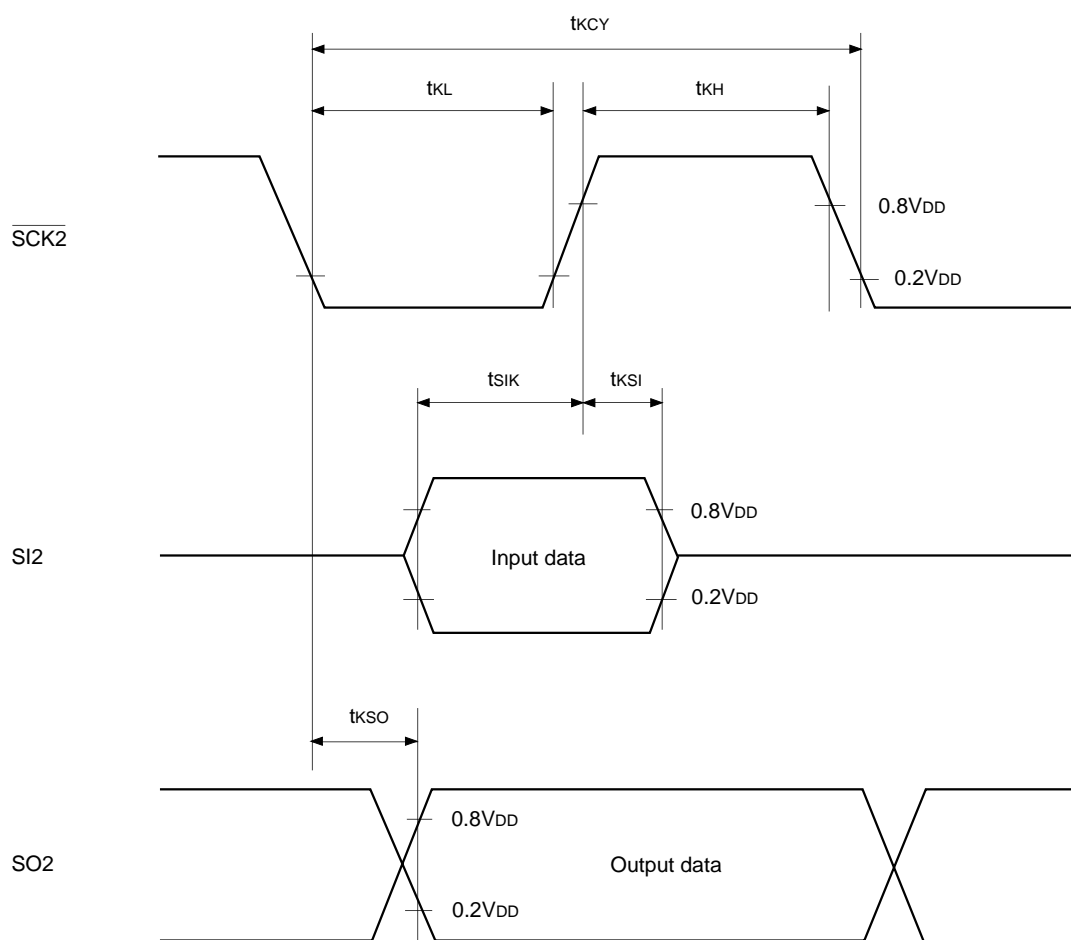 tKCY
tKL
tKH
SCK2
0.8VDD
0.2VDD
tSIK
tKSI
0.8VDD
SI2
Input data
0.2VDD
tKSO
0.8VDD
SO2
Output data
0.2VDD